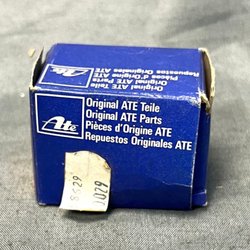 Original ATE Teile
Original ATE Parts
Pièces d'Origine ATE
Repuestos Originales ATE
Ate
Original ATE Teile
Original ATE Parts
Pièces d'Origine ATE
Repuestos Originales ATE